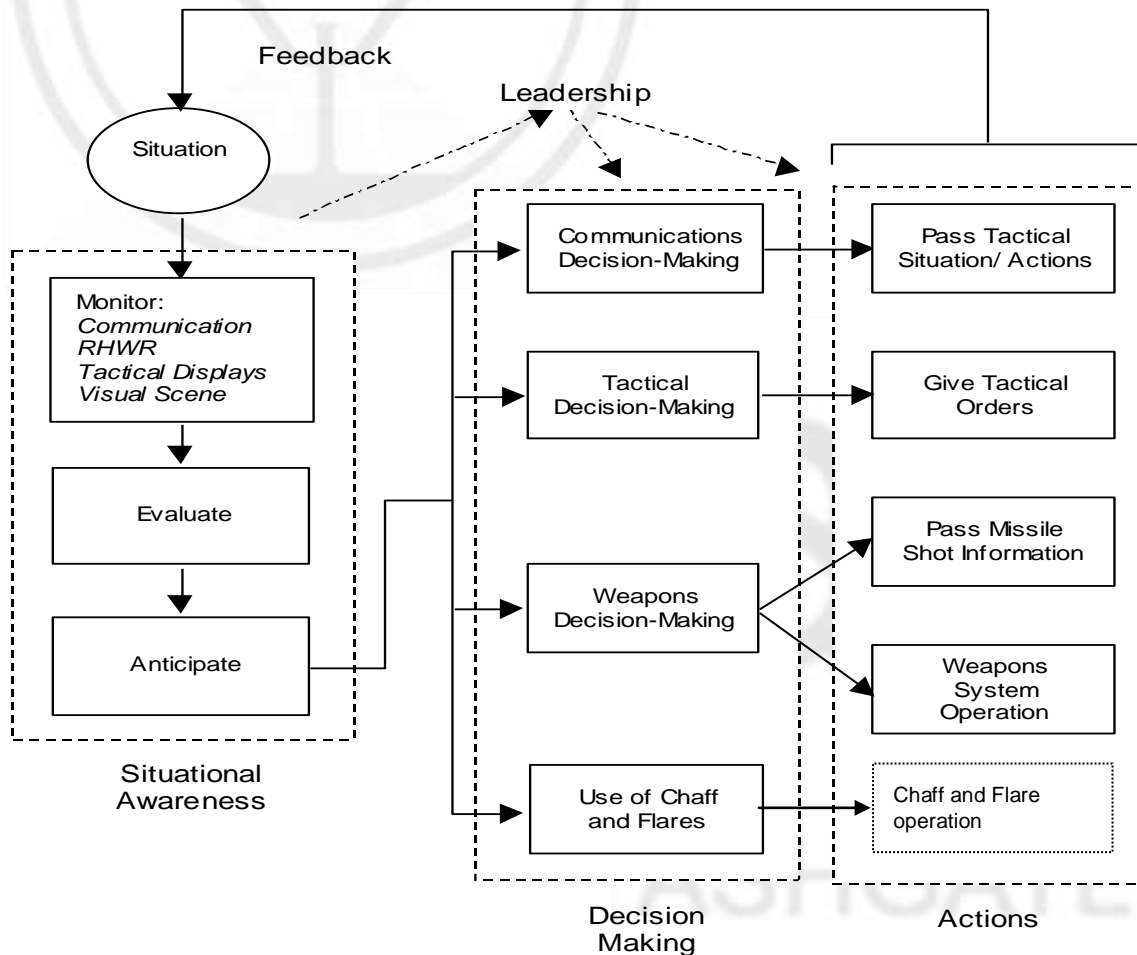 Feedback
Leadership
Situation
Monitor:
Communication
RHWR
Tactical Displays
Visual Scene
Evaluate
Anticipate
Situational
Awareness
Communications
Decision-Making
Tactical
Decision-Making
Weapons
Decision-Making
Use of Chaff
and Flares
Decision
Making
Pass Tactical
Situation/ Actions
Give Tactical
Orders
Pass Missile
Shot Information
Weapons
System
Operation
Chaff and Flare
operation
Actions
ASHGATE